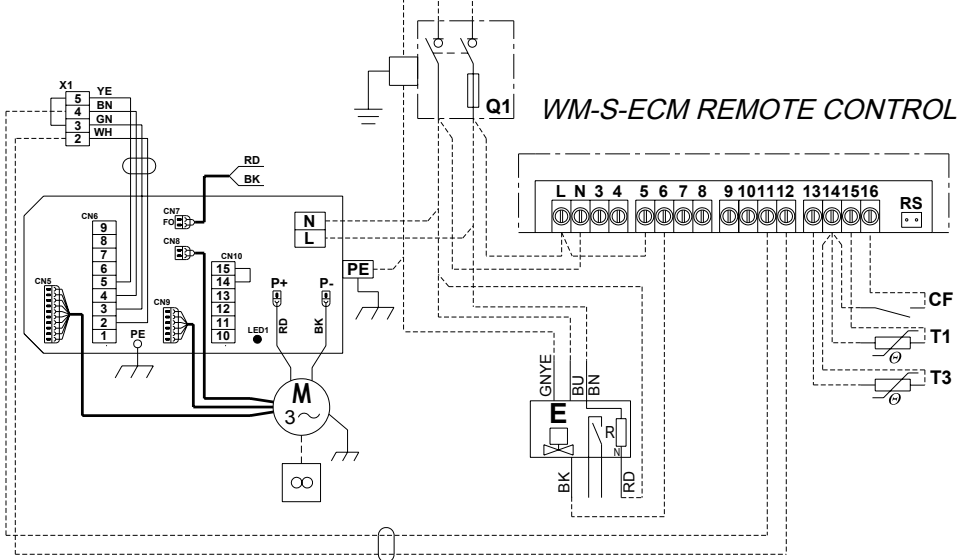 Q1
WM-S-ECM REMOTE CONTROL
X1
5 YE
4 BN
3 GN
2 WH
RD
BK
L N 3 4 5 6 7 8 9 10 11 12 13 14 15 16
RS
CN6
9
8
7
6
5
4
3
2
1
CN7
FO
CN8
N
L
PE
CN10
15
14
13
12
11
10
CN5
CN9
P+
P-
RD
BK
LED1
PE
M
3
CF
T1
Θ
T3
Θ
GNYE
BU
BN
E
R
N
BK
RD